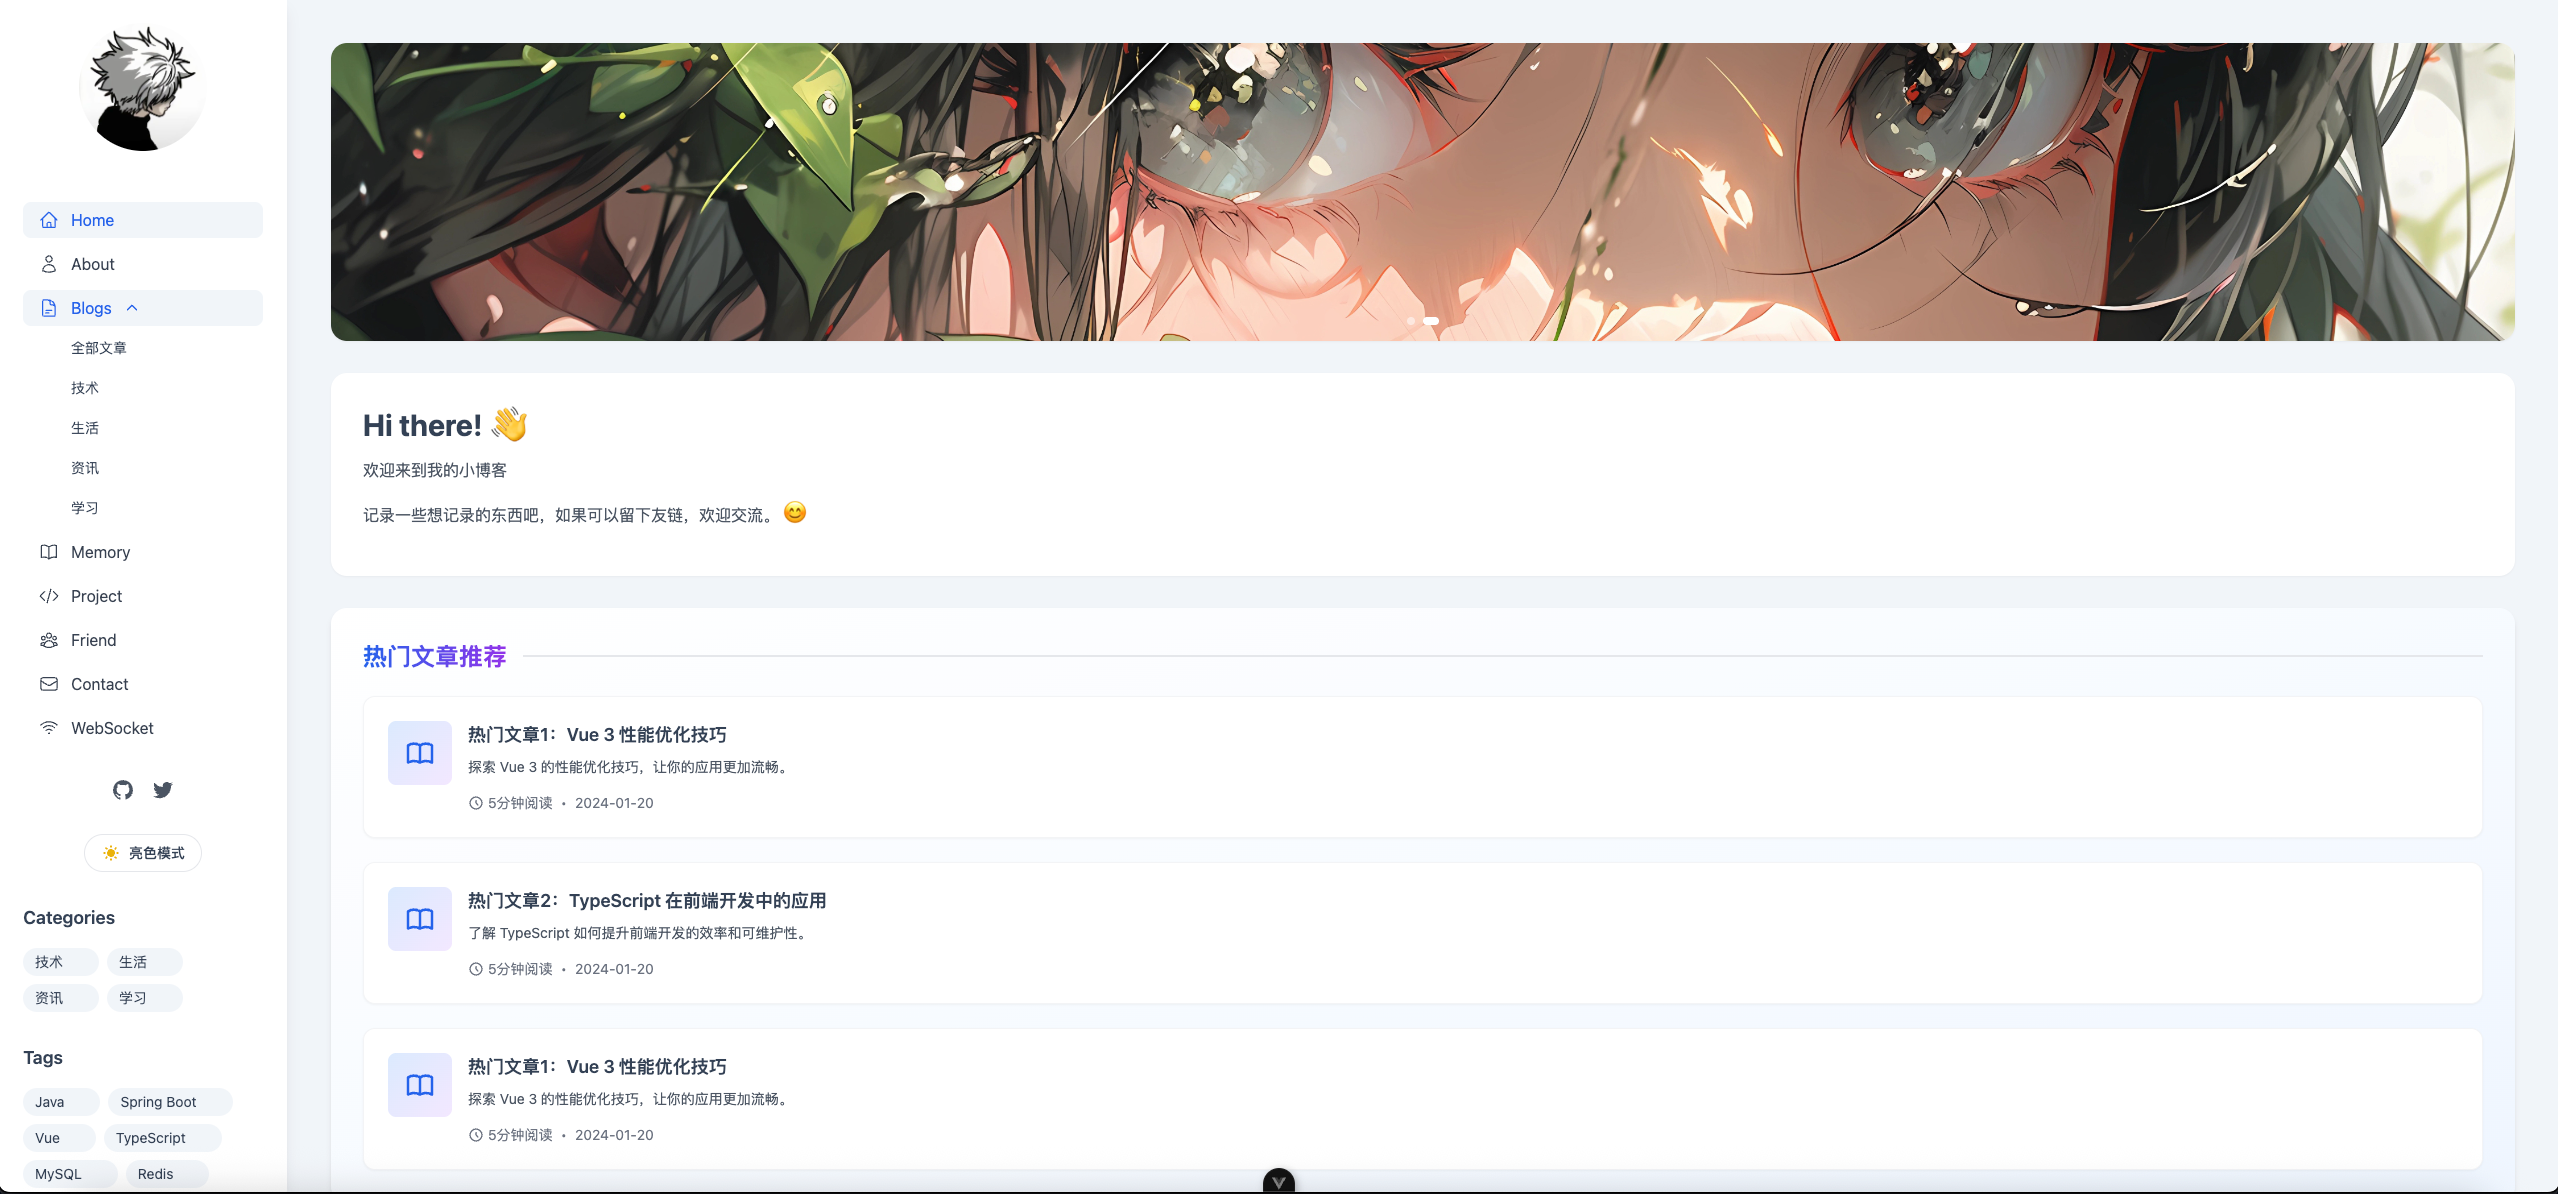 Home
About
Blogs
全部文章
技术
生活
资讯
学习
Memory
Project
Friend
Contact
WebSocket
亮色模式
Categories
技术 生活
资讯 学习
Tags
Java Spring Boot
Vue TypeScript
MySQL Redis
Hi there! 👋
欢迎来到我的小博客
记录一些想记录的东西吧，如果可以留下友链，欢迎交流。😊
热门文章推荐
热门文章1：Vue 3 性能优化技巧
探索 Vue 3 的性能优化技巧，让你的应用更加流畅。
5分钟阅读 • 2024-01-20
热门文章2：TypeScript 在前端开发中的应用
了解 TypeScript 如何提升前端开发的效率和可维护性。
5分钟阅读 • 2024-01-20
热门文章1：Vue 3 性能优化技巧
探索 Vue 3 的性能优化技巧，让你的应用更加流畅。
5分钟阅读 • 2024-01-20